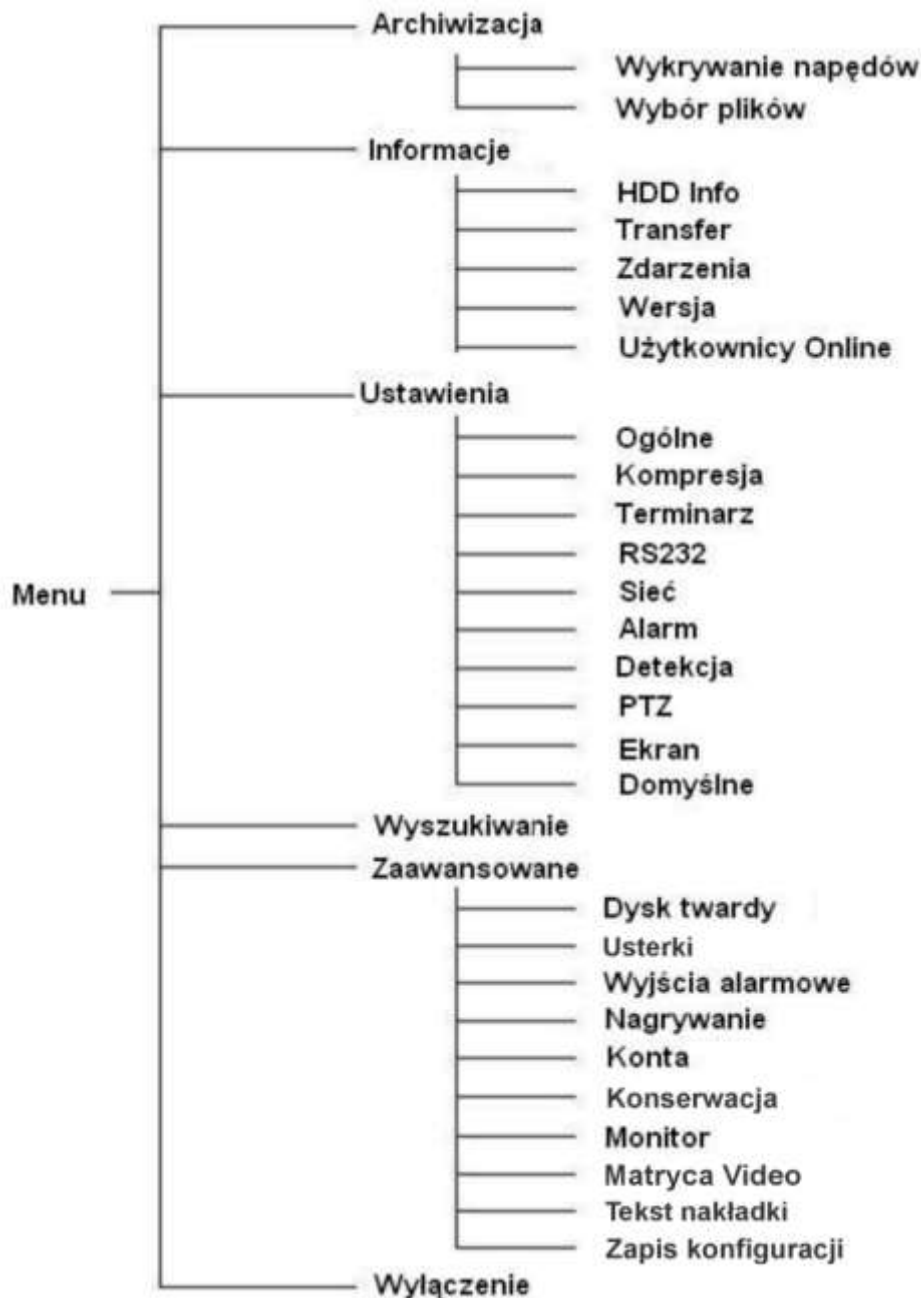 Archiwizacja
Wykrywanie napędów
Wybór plików
Informacje
HDD Info
Transfer
Zdarzenia
Wersja
Użytkownicy Online
Ustawienia
Ogólne
Kompresja
Terminarz
RS232
Menu
Sieć
Alarm
Detekcja
PTZ
Ekran
Domyślne
Wyszukiwanie
Zaawansowane
Dysk twardy
Usterki
Wyjścia alarmowe
Nagrywanie
Konta
Konserwacja
Monitor
Matryca Video
Tekst nakładki
Zapis konfiguracji
Wyłączenie